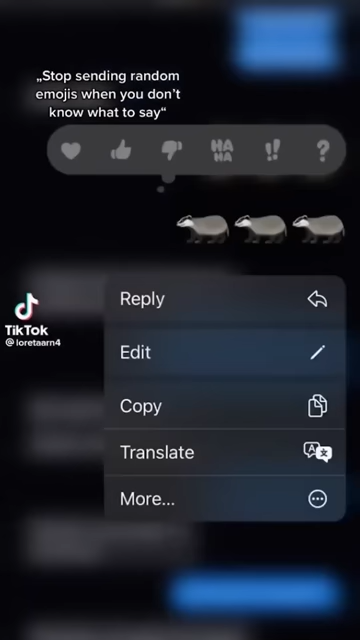 „Stop sending random
emojis when you don't
know what to say“
HA
HA
!!
?
🦡🦡🦡
Reply
TikTok
@loretaarn4
Edit
Copy
Translate
More...